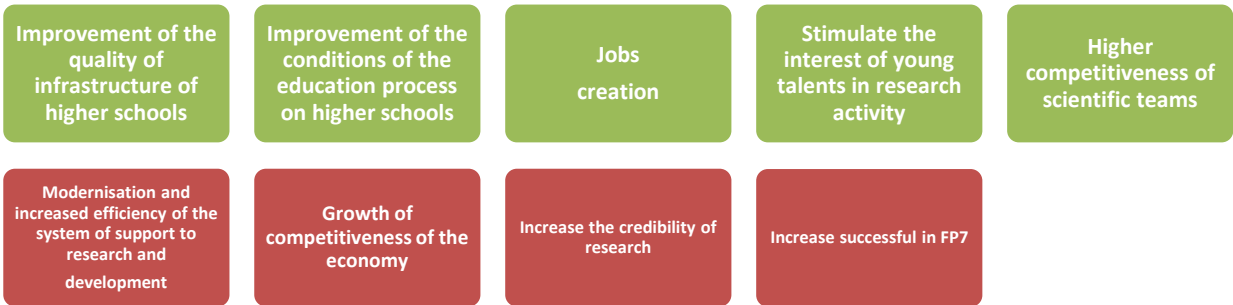 Improvement of the
quality of
infrastructure of
higher schools
Improvement of the
conditions of the
education process
on higher schools
Jobs
creation
Stimulate the
interest of young
talents in research
activity
Higher
competitiveness of
scientific teams
Modernisation and
increased efficiency of the
system of support to
research and
development
Growth of
competitiveness of the
economy
Increase the credibility of
research
Increase successful in FP7